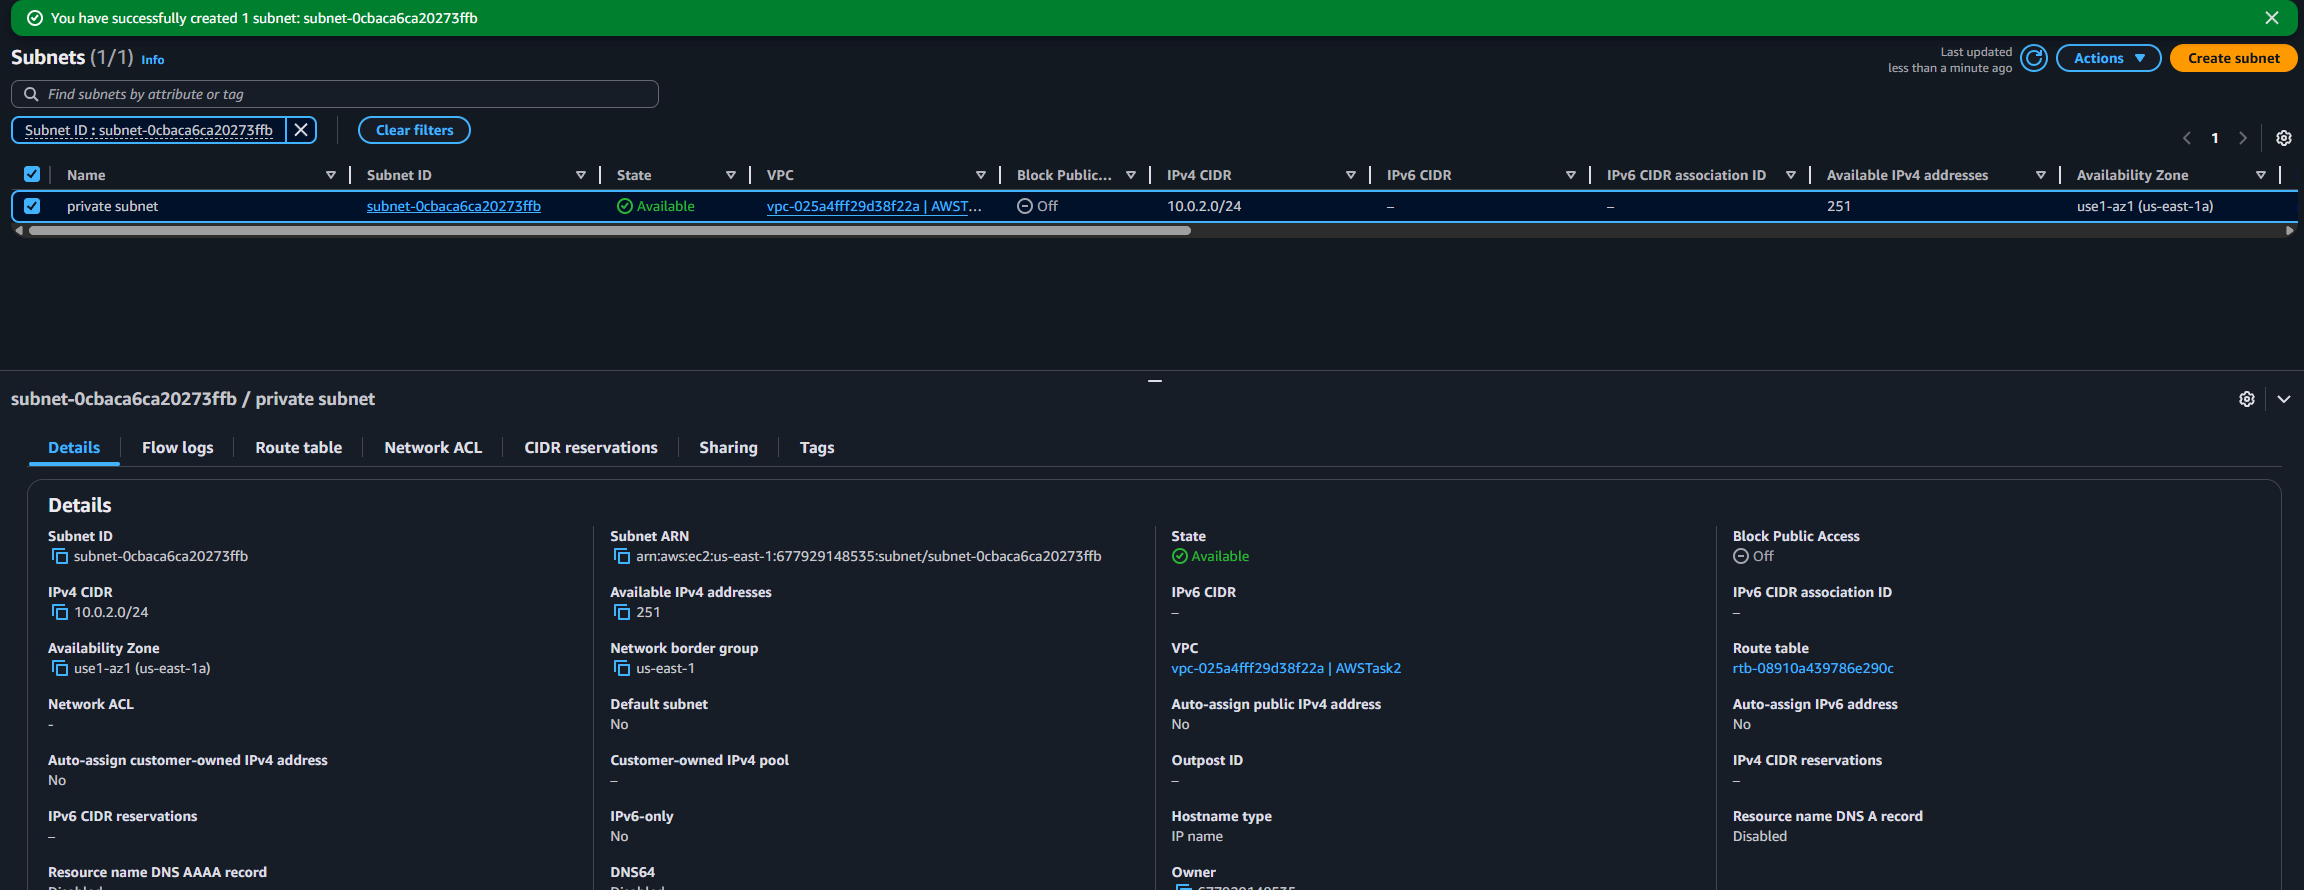 You have successfully created 1 subnet: subnet-0cbaca6ca20273ffb
Subnets (1/1) Info
Last updated
less than a minute ago
Actions
Create subnet
Find subnets by attribute or tag
Subnet ID : subnet-0cbaca6ca20273ffb
Clear filters
1
Name Subnet ID State VPC Block Public... IPv4 CIDR IPv6 CIDR IPv6 CIDR association ID Available IPv4 addresses Availability Zone
private subnet subnet-0cbaca6ca20273ffb Available vpc-025a4fff29d38f22a | AWST... Off 10.0.2.0/24 – – 251 use1-az1 (us-east-1a)
subnet-0cbaca6ca20273ffb / private subnet
Details Flow logs Route table Network ACL CIDR reservations Sharing Tags
Details
Subnet ID Subnet ARN State Block Public Access
subnet-0cbaca6ca20273ffb arn:aws:ec2:us-east-1:677929148535:subnet/subnet-0cbaca6ca20273ffb Available Off
IPv4 CIDR Available IPv4 addresses IPv6 CIDR IPv6 CIDR association ID
10.0.2.0/24 251 – –
Availability Zone Network border group VPC Route table
use1-az1 (us-east-1a) us-east-1 vpc-025a4fff29d38f22a | AWSTask2 rtb-08910a439786e290c
Network ACL Default subnet Auto-assign public IPv4 address Auto-assign IPv6 address
- No No No
Auto-assign customer-owned IPv4 address Customer-owned IPv4 pool Outpost ID IPv4 CIDR reservations
No – – –
IPv6 CIDR reservations IPv6-only Hostname type Resource name DNS A record
– No IP name Disabled
Resource name DNS AAAA record DNS64 Owner